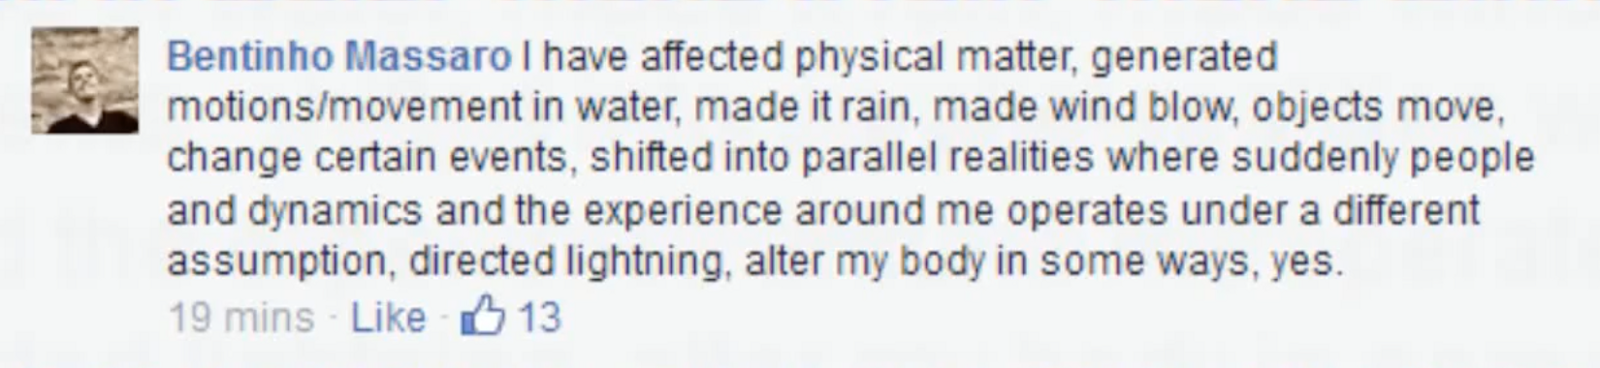 Bentinho Massaro I have affected physical matter, generated
motions/movement in water, made it rain, made wind blow, objects move,
change certain events, shifted into parallel realities where suddenly people
and dynamics and the experience around me operates under a different
assumption, directed lightning, alter my body in some ways, yes.
19 mins · Like · 13